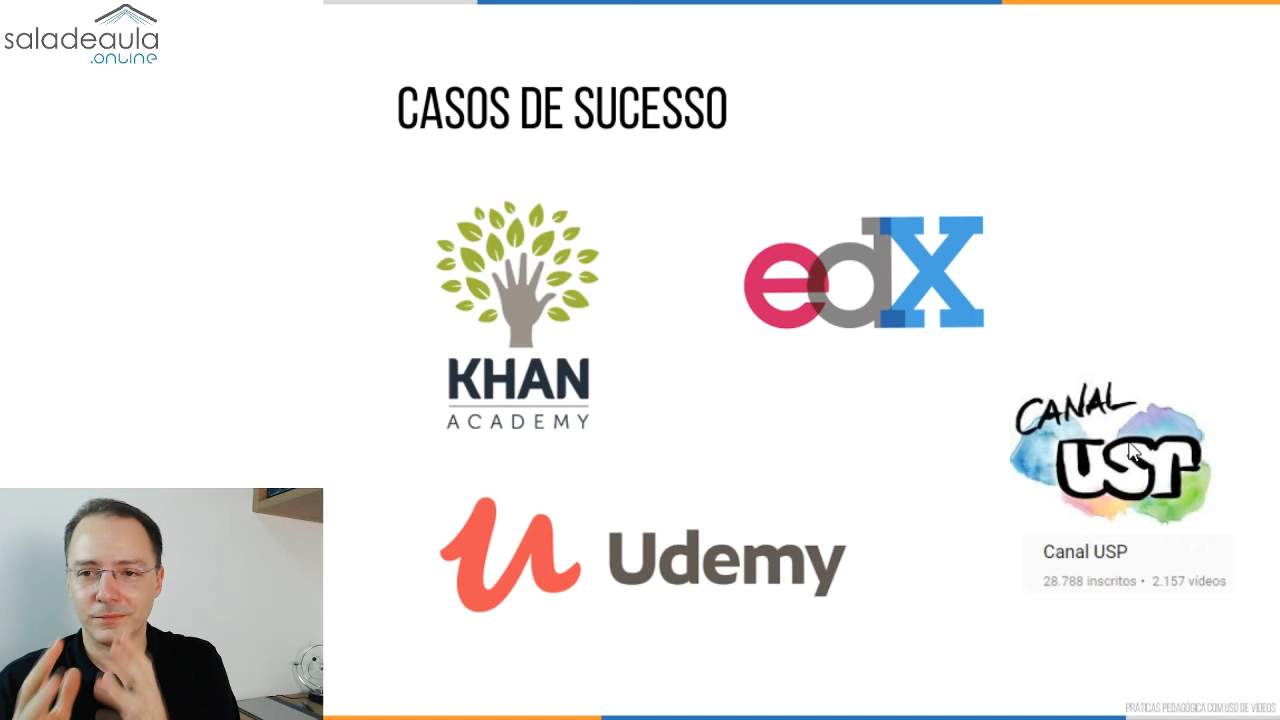 saladeaula
.online
CASOS DE SUCESSO
KHAN
ACADEMY
edX
CANAL
USP
Canal USP
28.788 inscritos • 2.157 vídeos
Udemy
PRÁTICAS PEDAGÓGICA COM USO DE VÍDEOS